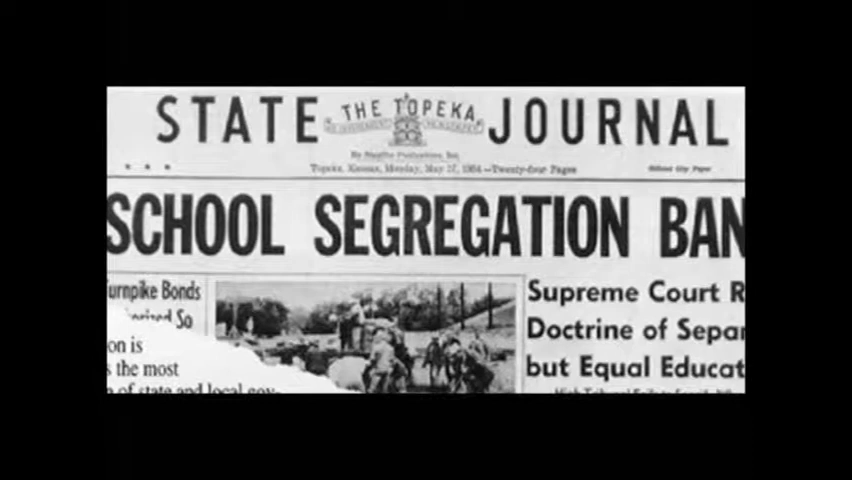 STATE THE TOPEKA JOURNAL
Topeka, Kansas, Monday, May 17, 1954—Twenty-four Pages
SCHOOL SEGREGATION BAN
urnpike Bonds
So
Supreme Court R
Doctrine of Separ
but Equal Educat
on is
s the most
n of state and local gov-